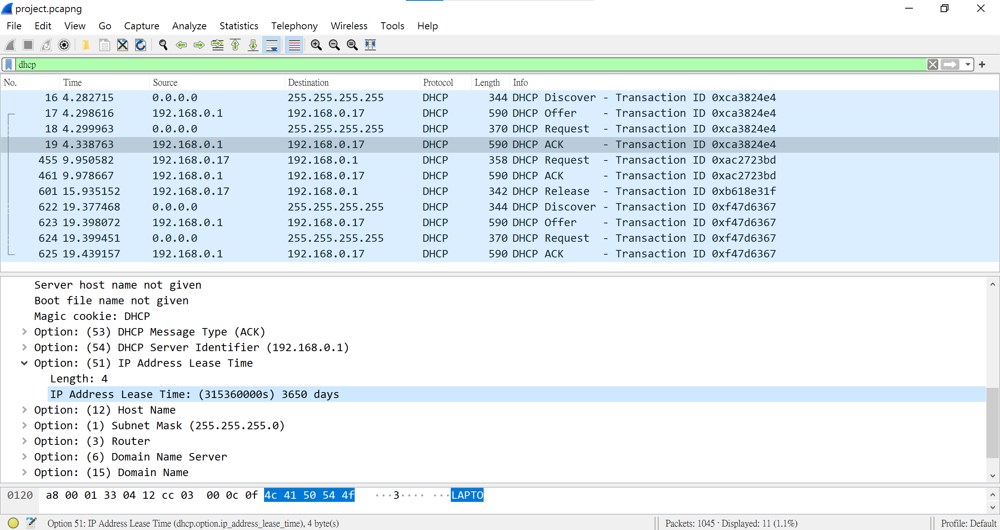 project.pcapng
File Edit View Go Capture Analyze Statistics Telephony Wireless Tools Help
dhcp
No. Time Source Destination Protocol Length Info
16 4.282715 0.0.0.0 255.255.255.255 DHCP 344 DHCP Discover - Transaction ID 0xca3824e4
17 4.298616 192.168.0.1 192.168.0.17 DHCP 590 DHCP Offer - Transaction ID 0xca3824e4
18 4.299963 0.0.0.0 255.255.255.255 DHCP 370 DHCP Request - Transaction ID 0xca3824e4
19 4.338763 192.168.0.1 192.168.0.17 DHCP 590 DHCP ACK - Transaction ID 0xca3824e4
455 9.950582 192.168.0.17 192.168.0.1 DHCP 358 DHCP Request - Transaction ID 0xac2723bd
461 9.978667 192.168.0.1 192.168.0.17 DHCP 590 DHCP ACK - Transaction ID 0xac2723bd
601 15.935152 192.168.0.17 192.168.0.1 DHCP 342 DHCP Release - Transaction ID 0xb618e31f
622 19.377468 0.0.0.0 255.255.255.255 DHCP 344 DHCP Discover - Transaction ID 0xf47d6367
623 19.398072 192.168.0.1 192.168.0.17 DHCP 590 DHCP Offer - Transaction ID 0xf47d6367
624 19.399451 0.0.0.0 255.255.255.255 DHCP 370 DHCP Request - Transaction ID 0xf47d6367
625 19.439157 192.168.0.1 192.168.0.17 DHCP 590 DHCP ACK - Transaction ID 0xf47d6367
Server host name not given
Boot file name not given
Magic cookie: DHCP
Option: (53) DHCP Message Type (ACK)
Option: (54) DHCP Server Identifier (192.168.0.1)
Option: (51) IP Address Lease Time
Length: 4
IP Address Lease Time: (315360000s) 3650 days
Option: (12) Host Name
Option: (1) Subnet Mask (255.255.255.0)
Option: (3) Router
Option: (6) Domain Name Server
Option: (15) Domain Name
0120 a8 00 01 33 04 12 cc 03 00 0c 0f 4c 41 50 54 4f ···3···· ···LAPTO
Option 51: IP Address Lease Time (dhcp.option.ip_address_lease_time), 4 byte(s) Packets: 1045 · Displayed: 11 (1.1%) Profile: Default